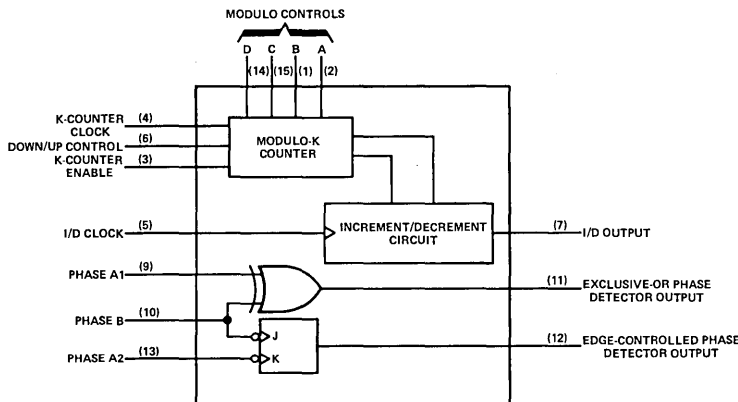 MODULO CONTROLS
D C B A
(14) (15) (1) (2)
K-COUNTER
CLOCK
(4)
DOWN/UP CONTROL
(6)
K-COUNTER
ENABLE
(3)
MODULO-K
COUNTER
I/D CLOCK
(5)
INCREMENT/DECREMENT
CIRCUIT
(7)
I/D OUTPUT
PHASE A1
(9)
(11)
EXCLUSIVE-OR PHASE
DETECTOR OUTPUT
PHASE B
(10)
J
K
(12)
EDGE-CONTROLLED PHASE
DETECTOR OUTPUT
PHASE A2
(13)